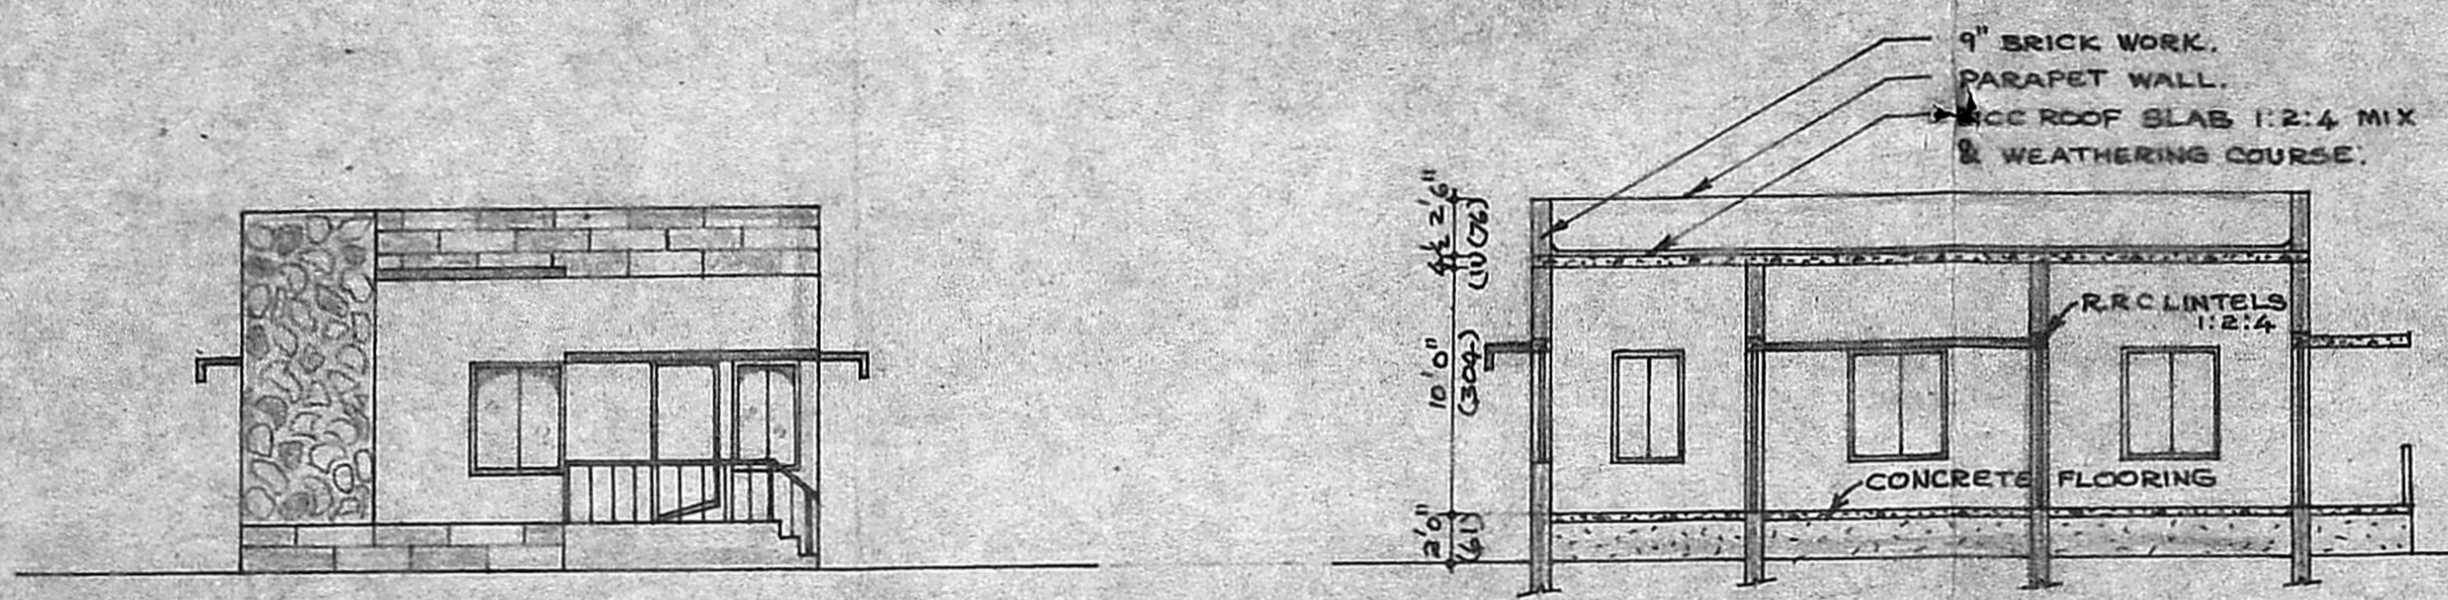 9" BRICK WORK.
PARAPET WALL.
RCC ROOF SLAB 1:2:4 MIX
& WEATHERING COURSE.
2'6"
(76)
4½
(11)
R.R C LINTELS
1:2:4
10'0"
(304)
CONCRETE FLOORING
2'0"
(61)